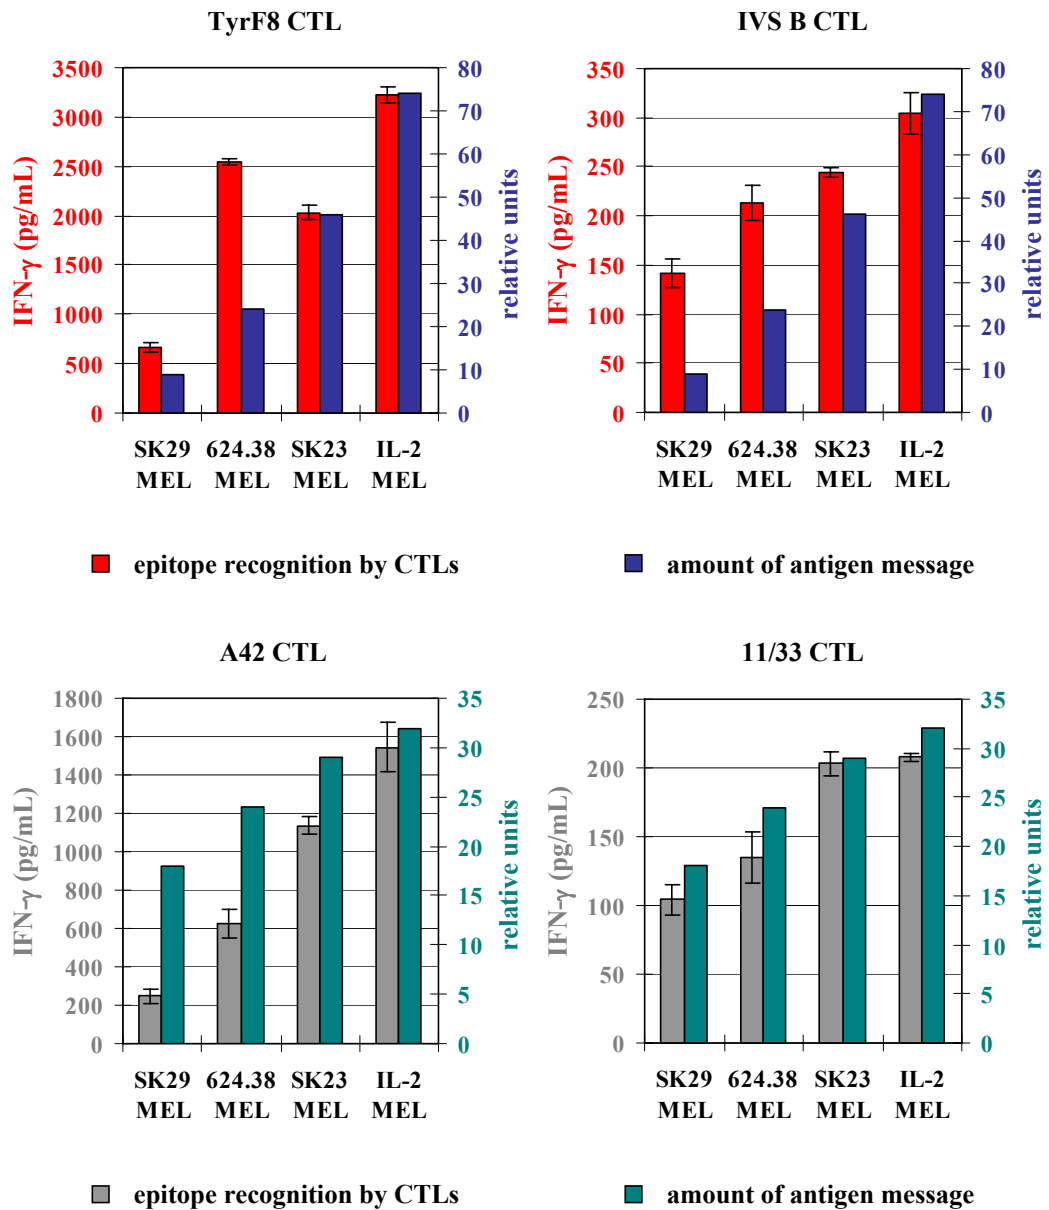 TyrF8 CTL
3500
3000
2500
2000
1500
1000
500
0
IFN-γ (pg/mL)
80
70
60
50
40
30
20
10
0
relative units
SK29 624.38 SK23 IL-2
MEL MEL MEL MEL
IVS B CTL
350
300
250
200
150
100
50
0
IFN-γ (pg/mL)
80
70
60
50
40
30
20
10
0
relative units
SK29 624.38 SK23 IL-2
MEL MEL MEL MEL
epitope recognition by CTLs
amount of antigen message
A42 CTL
1800
1600
1400
1200
1000
800
600
400
200
0
IFN-γ (pg/mL)
35
30
25
20
15
10
5
0
relative units
SK29 624.38 SK23 IL-2
MEL MEL MEL MEL
11/33 CTL
250
200
150
100
50
0
IFN-γ (pg/mL)
35
30
25
20
15
10
5
0
relative units
SK29 624.38 SK23 IL-2
MEL MEL MEL MEL
epitope recognition by CTLs
amount of antigen message